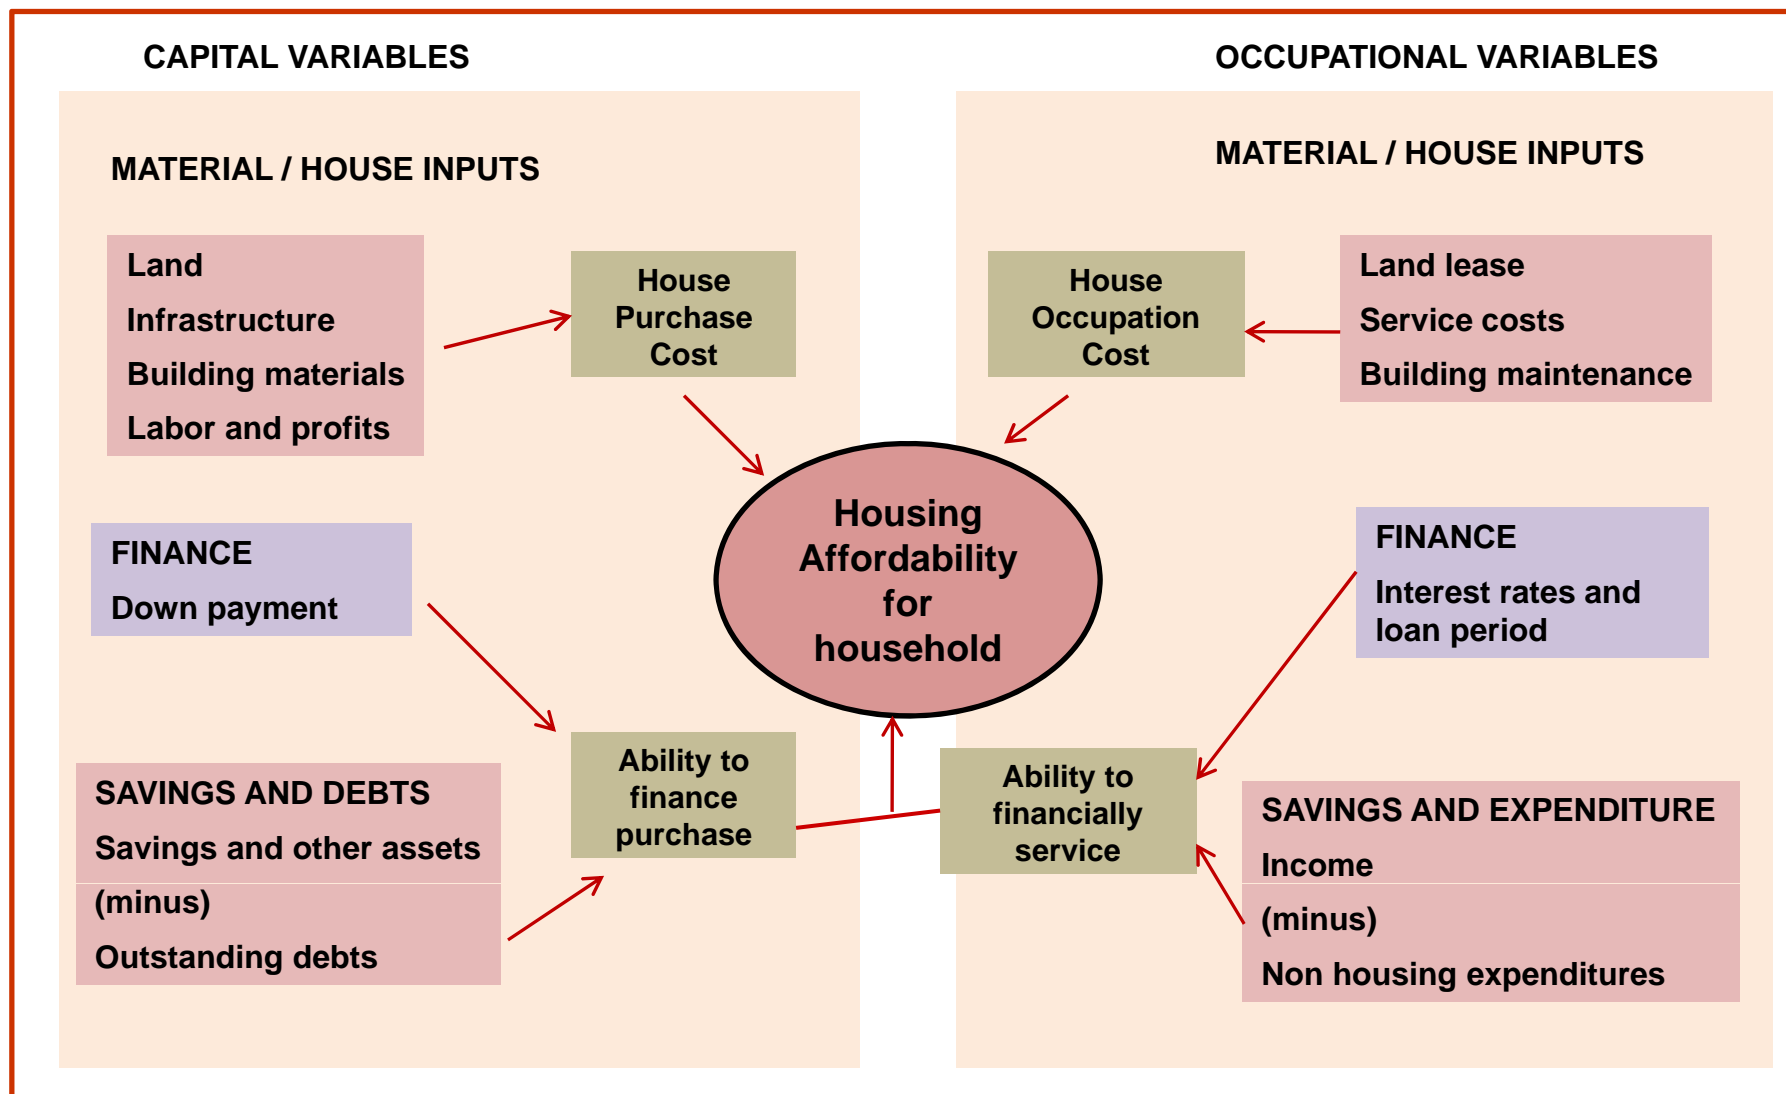 CAPITAL VARIABLES
OCCUPATIONAL VARIABLES
MATERIAL / HOUSE INPUTS
MATERIAL / HOUSE INPUTS
Land
Infrastructure
Building materials
Labor and profits
House
Purchase
Cost
House
Occupation
Cost
Land lease
Service costs
Building maintenance
Housing
Affordability
for
household
FINANCE
Down payment
FINANCE
Interest rates and
loan period
SAVINGS AND DEBTS
Savings and other assets
(minus)
Outstanding debts
Ability to
finance
purchase
Ability to
financially
service
SAVINGS AND EXPENDITURE
Income
(minus)
Non housing expenditures